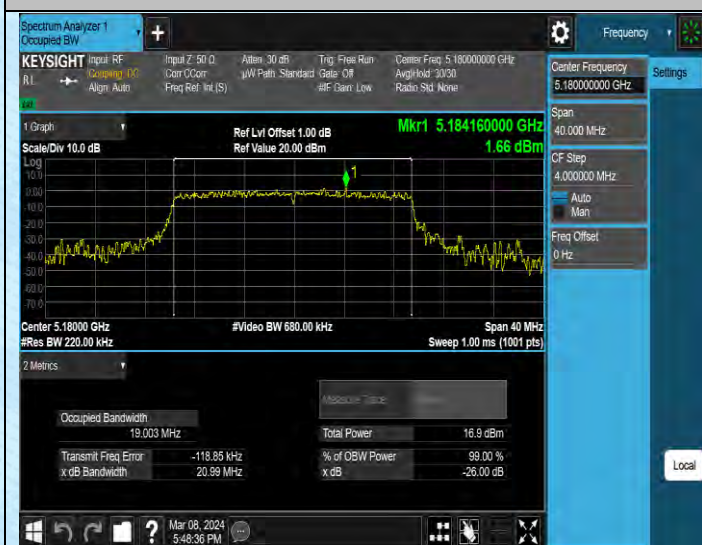 Spectrum Analyzer 1
Occupied BW
+
Frequency
KEYSIGHT Input: RF Input Z: 50 Ω Atten: 30 dB Trig: Free Run Center Freq: 5.180000000 GHz
RL Coupling: DC Corr CCorr µW Path: Standard Gate: Off Avg|Hold: 30/30
Align: Auto Freq Ref: Int (S) #IF Gain: Low Radio Std: None
Center Frequency
5.180000000 GHz
Settings
Span
40.000 MHz
CF Step
4.000000 MHz
Auto
Man
Freq Offset
0 Hz
1 Graph
Ref Lvl Offset 1.00 dB
Mkr1 5.184160000 GHz
Scale/Div 10.0 dB
Ref Value 20.00 dBm
1.66 dBm
Log
10.0
0.00
-10.0
-20.0
-30.0
-40.0
-50.0
-60.0
-70.0
1
Center 5.18000 GHz #Video BW 680.00 kHz Span 40 MHz
#Res BW 220.00 kHz Sweep 1.00 ms (1001 pts)
2 Metrics
Measure Trace
Occupied Bandwidth
19.003 MHz
Total Power 16.9 dBm
Transmit Freq Error -118.85 kHz
% of OBW Power 99.00 %
x dB Bandwidth 20.99 MHz
x dB -26.00 dB
Local
?
Mar 08, 2024
5:48:36 PM